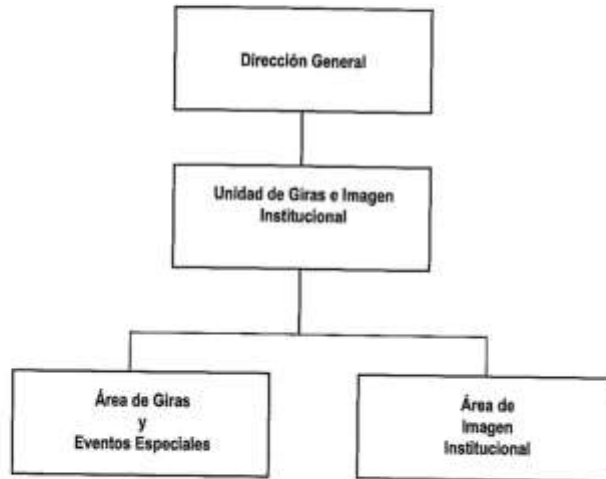 Dirección General
Unidad de Giras e Imagen
Institucional
Área de Giras
y
Eventos Especiales
Área de
Imagen
Institucional